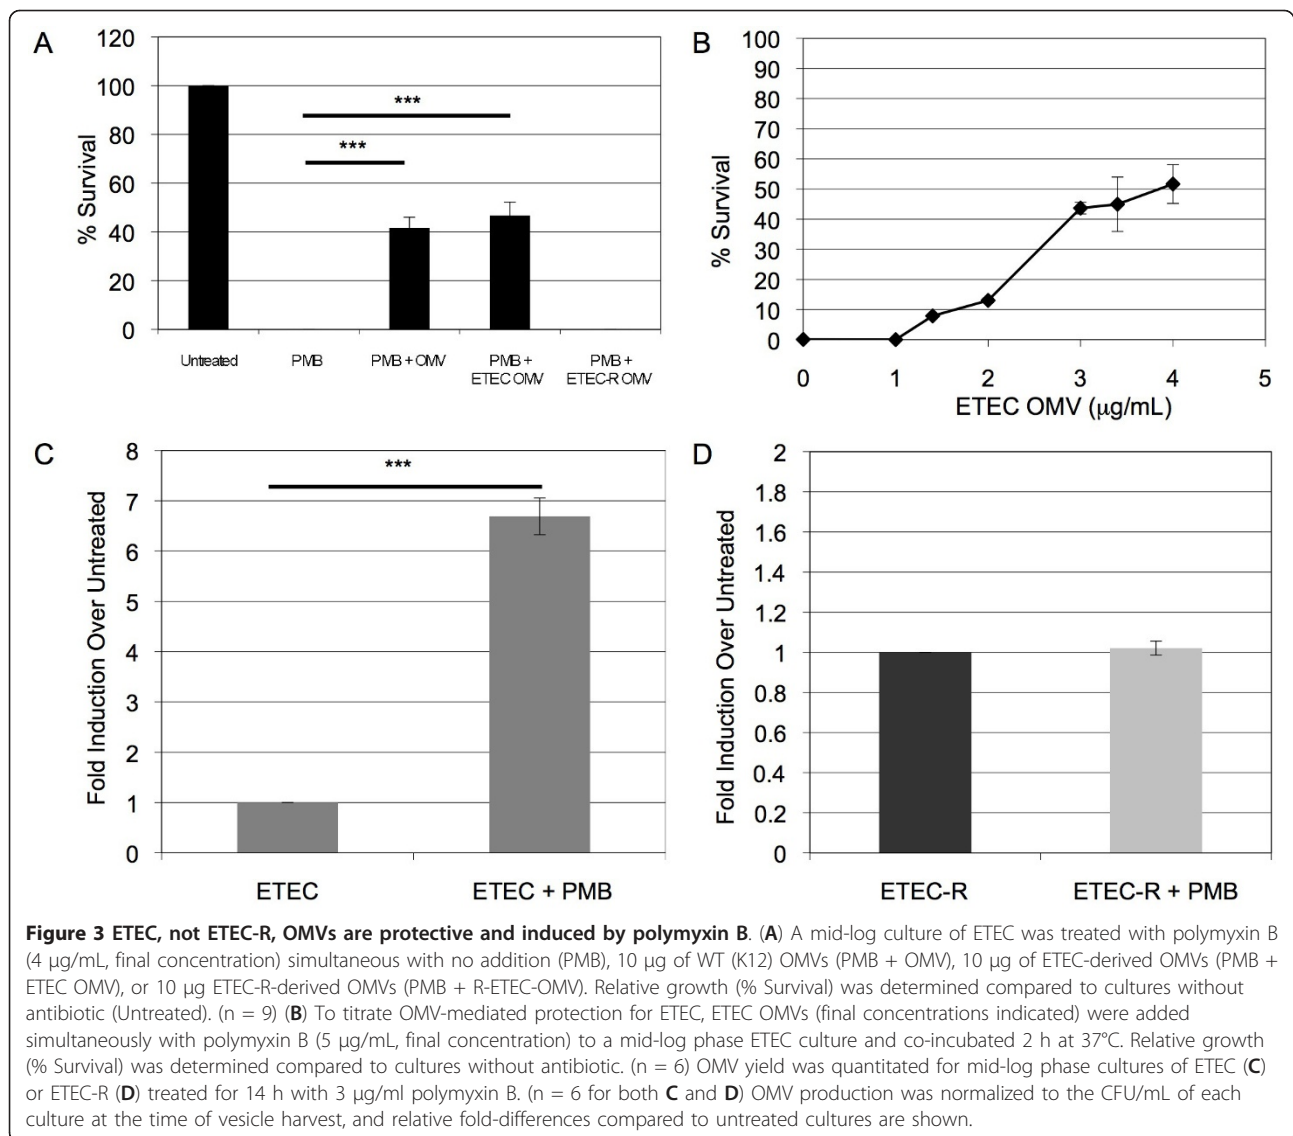 A
120
100
80
60
40
20
0
% Survival
***
***
Untreated
PMB
PMB + OMV
PMB +
ETEC OMV
PMB +
ETEC-R OMV
B
100
90
80
70
60
50
40
30
20
10
0
% Survival
0 1 2 3 4 5
ETEC OMV (µg/mL)
C
8
7
6
5
4
3
2
1
0
Fold Induction Over Untreated
***
ETEC
ETEC + PMB
D
2
1.8
1.6
1.4
1.2
1
0.8
0.6
0.4
0.2
0
Fold Induction Over Untreated
ETEC-R
ETEC-R + PMB
Figure 3 ETEC, not ETEC-R, OMVs are protective and induced by polymyxin B. (A) A mid-log culture of ETEC was treated with polymyxin B
(4 µg/mL, final concentration) simultaneous with no addition (PMB), 10 µg of WT (K12) OMVs (PMB + OMV), 10 µg of ETEC-derived OMVs (PMB +
ETEC OMV), or 10 µg ETEC-R-derived OMVs (PMB + R-ETEC-OMV). Relative growth (% Survival) was determined compared to cultures without
antibiotic (Untreated). (n = 9) (B) To titrate OMV-mediated protection for ETEC, ETEC OMVs (final concentrations indicated) were added
simultaneously with polymyxin B (5 µg/mL, final concentration) to a mid-log phase ETEC culture and co-incubated 2 h at 37°C. Relative growth
(% Survival) was determined compared to cultures without antibiotic. (n = 6) OMV yield was quantitated for mid-log phase cultures of ETEC (C)
or ETEC-R (D) treated for 14 h with 3 µg/ml polymyxin B. (n = 6 for both C and D) OMV production was normalized to the CFU/mL of each
culture at the time of vesicle harvest, and relative fold-differences compared to untreated cultures are shown.